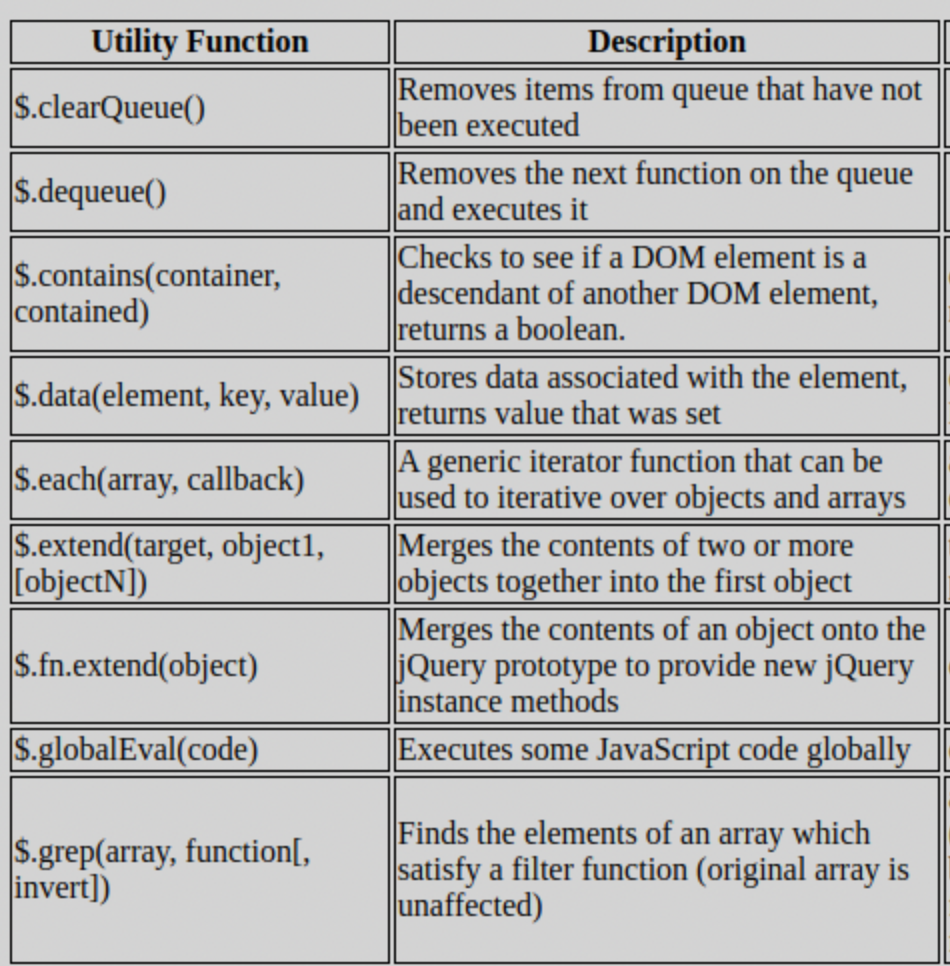 Utility Function
Description
$.clearQueue()
Removes items from queue that have not
been executed
$.dequeue()
Removes the next function on the queue
and executes it
$.contains(container,
contained)
Checks to see if a DOM element is a
descendant of another DOM element,
returns a boolean.
$.data(element, key, value)
Stores data associated with the element,
returns value that was set
$.each(array, callback)
A generic iterator function that can be
used to iterative over objects and arrays
$.extend(target, object1,
[objectN])
Merges the contents of two or more
objects together into the first object
$.fn.extend(object)
Merges the contents of an object onto the
jQuery prototype to provide new jQuery
instance methods
$.globalEval(code)
Executes some JavaScript code globally
$.grep(array, function[,
invert])
Finds the elements of an array which
satisfy a filter function (original array is
unaffected)